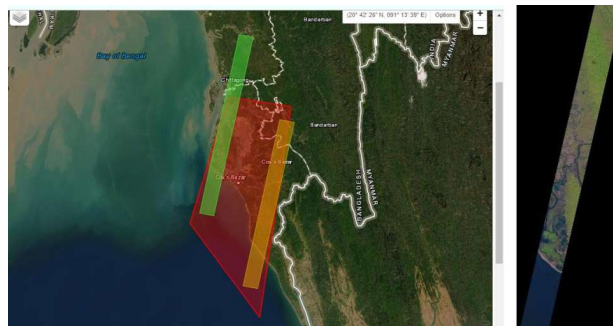 (20° 42' 26" N, 091° 13' 39" E) Options
+
−
Bandarban
Bay of Bengal
INDIA
MYANMAR
Chittagong
Bandarban
Cox's Bazar
Cox's Bazar
BANGLADESH
MYANMAR